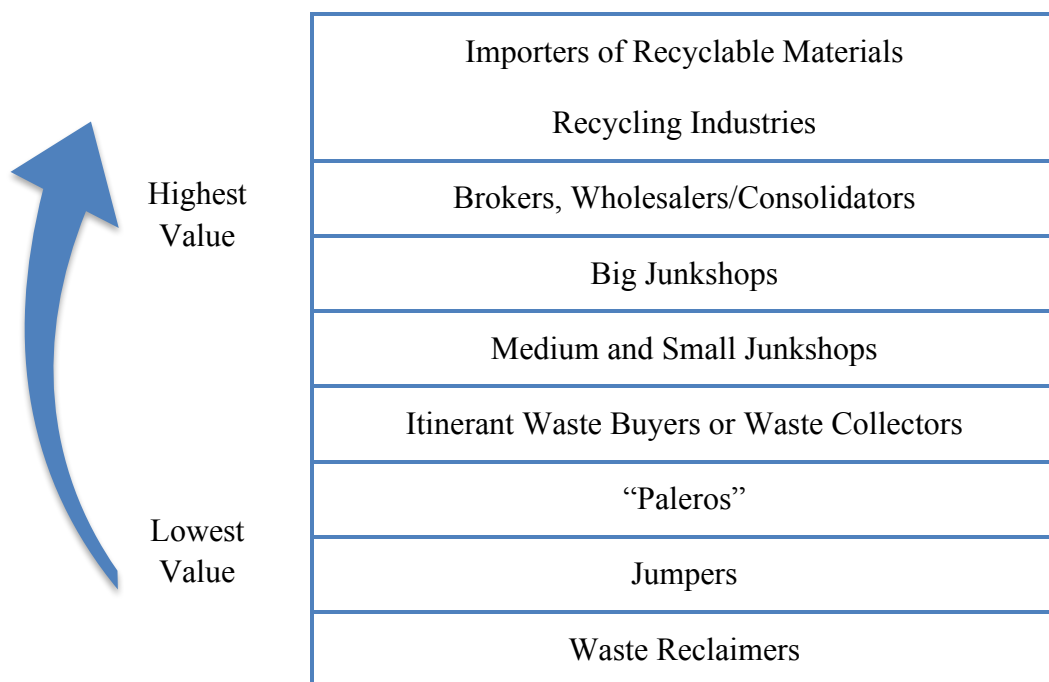 Importers of Recyclable Materials
Recycling Industries
Highest
Value
Brokers, Wholesalers/Consolidators
Big Junkshops
Medium and Small Junkshops
Itinerant Waste Buyers or Waste Collectors
“Paleros”
Lowest
Value
Jumpers
Waste Reclaimers